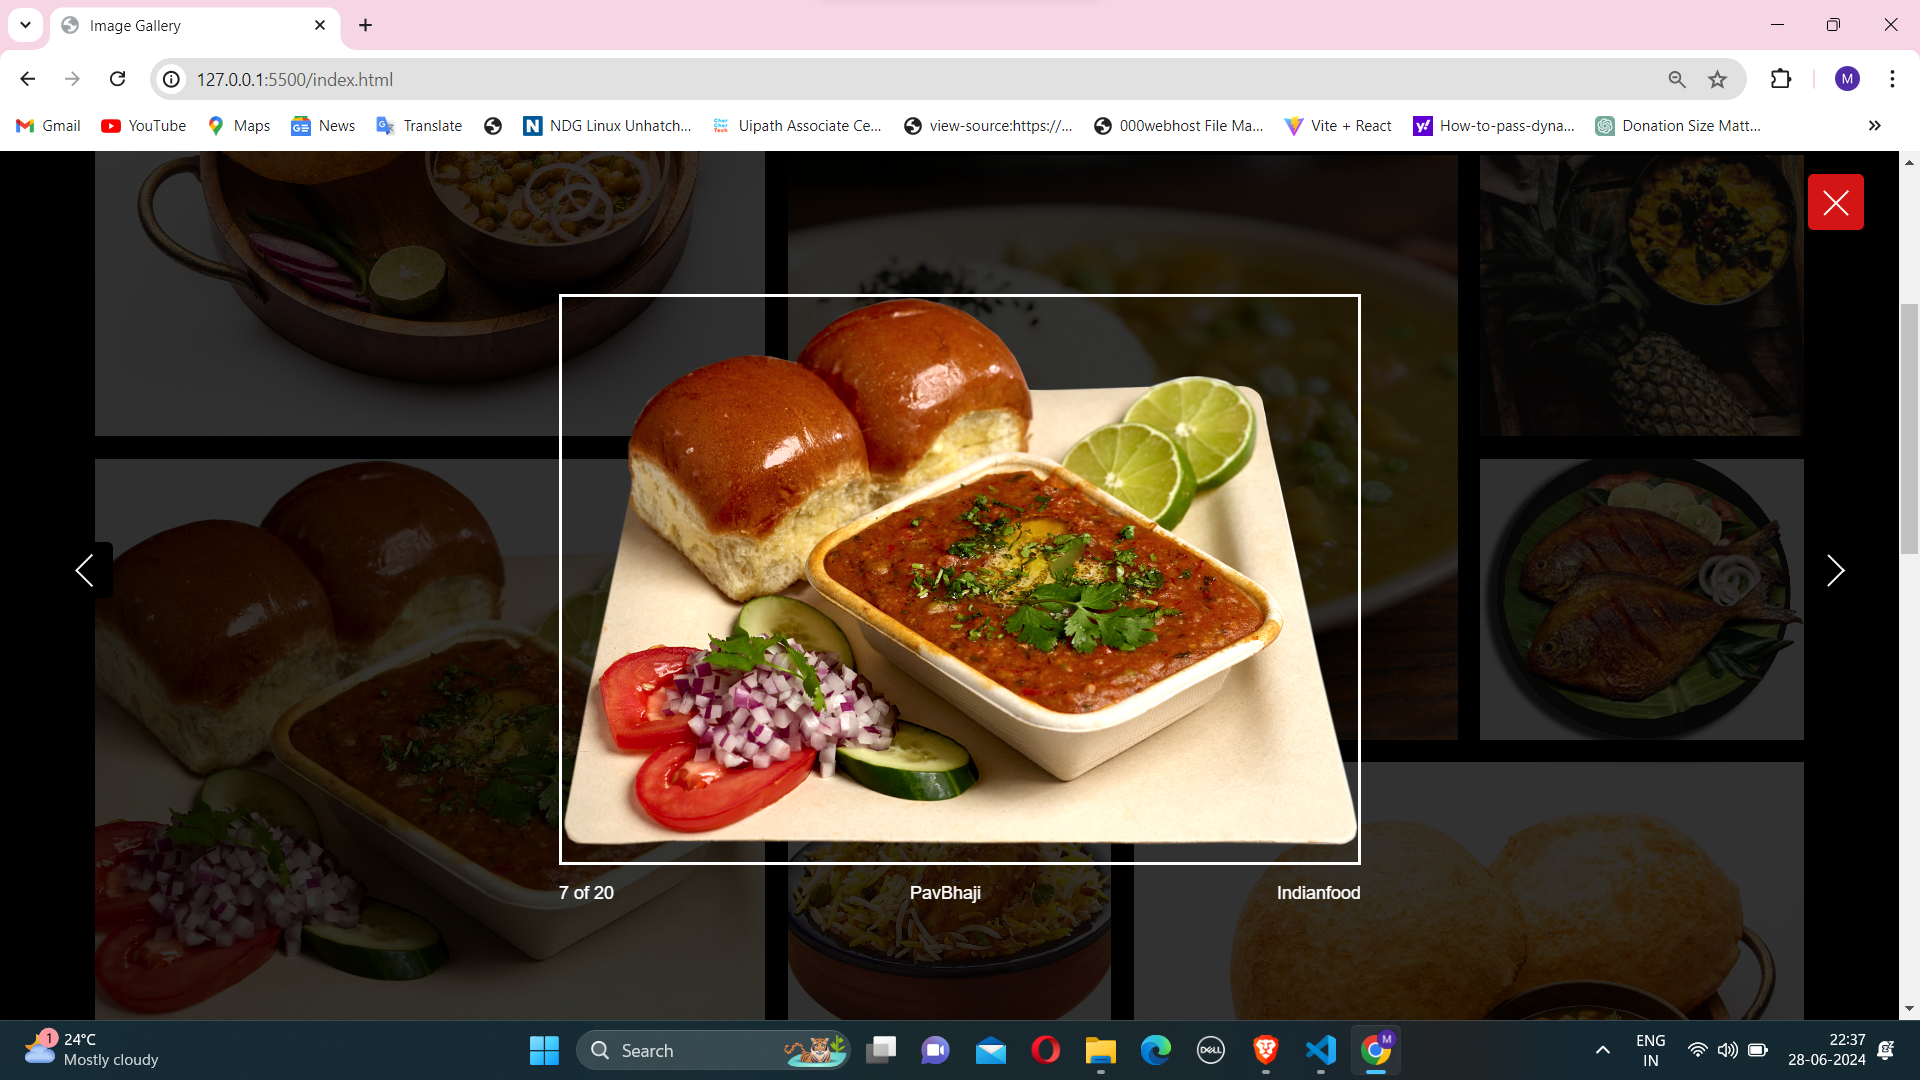 Image Gallery
127.0.0.1:5500/index.html
M
Gmail
YouTube
Maps
News
Translate
NDG Linux Unhatch...
Uipath Associate Ce...
view-source:https://...
000webhost File Ma...
Vite + React
How-to-pass-dyna...
Donation Size Matt...
7 of 20
PavBhaji
Indianfood
1
24°C
Mostly cloudy
Search
DELL
M
ENG
IN
22:37
28-06-2024